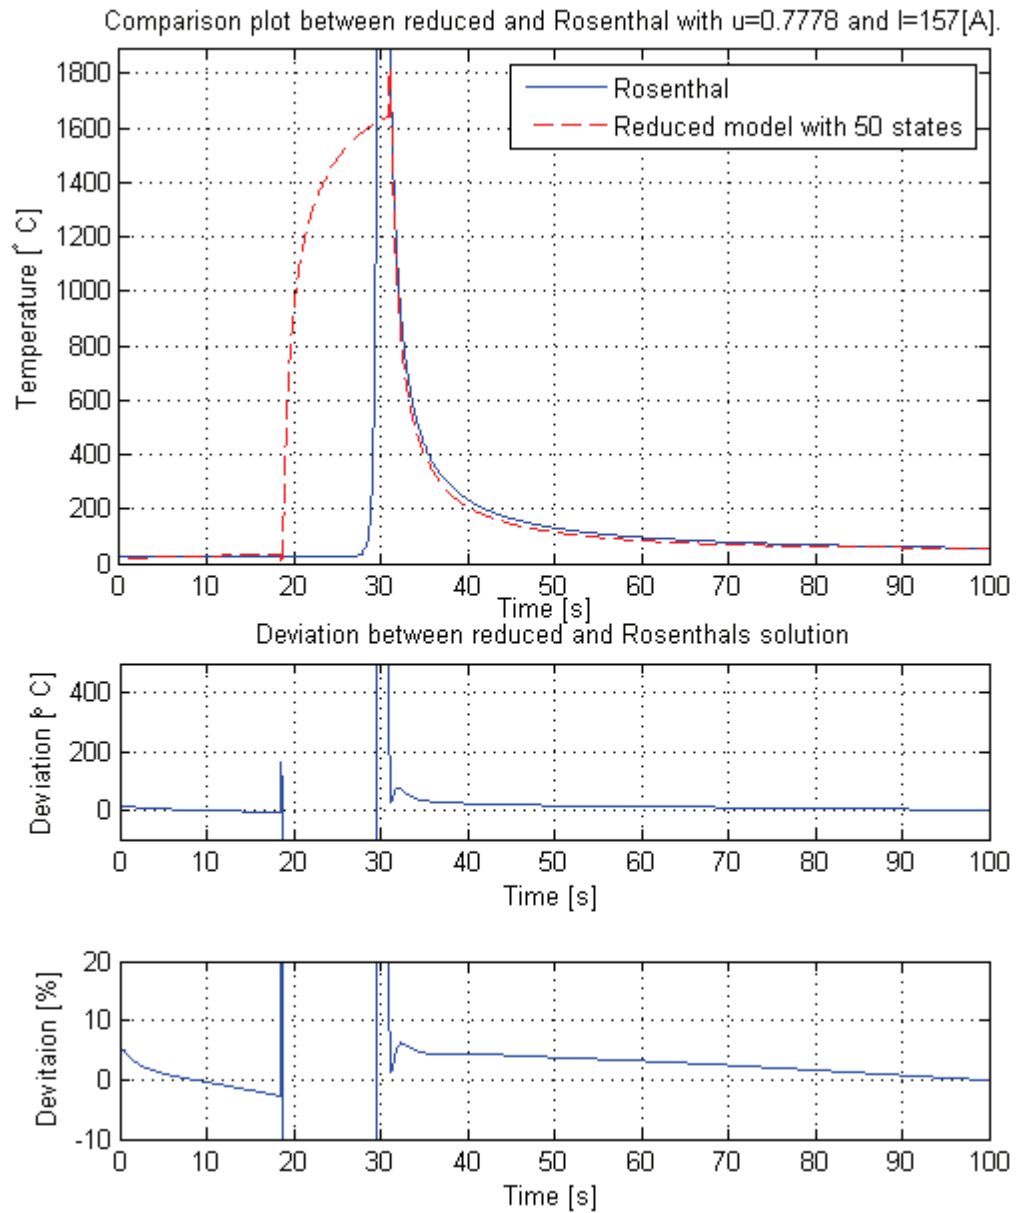 Comparison plot between reduced and Rosenthal with u=0.7778 and I=157[A].
1800
1600
1400
1200
1000
800
600
400
200
0
Temperature [° C]
Rosenthal
Reduced model with 50 states
0 10 20 30 40 50 60 70 80 90 100
Time [s]
Deviation between reduced and Rosenthals solution
400
200
0
Deviation [° C]
0 10 20 30 40 50 60 70 80 90 100
Time [s]
20
10
0
-10
Devitaion [%]
0 10 20 30 40 50 60 70 80 90 100
Time [s]